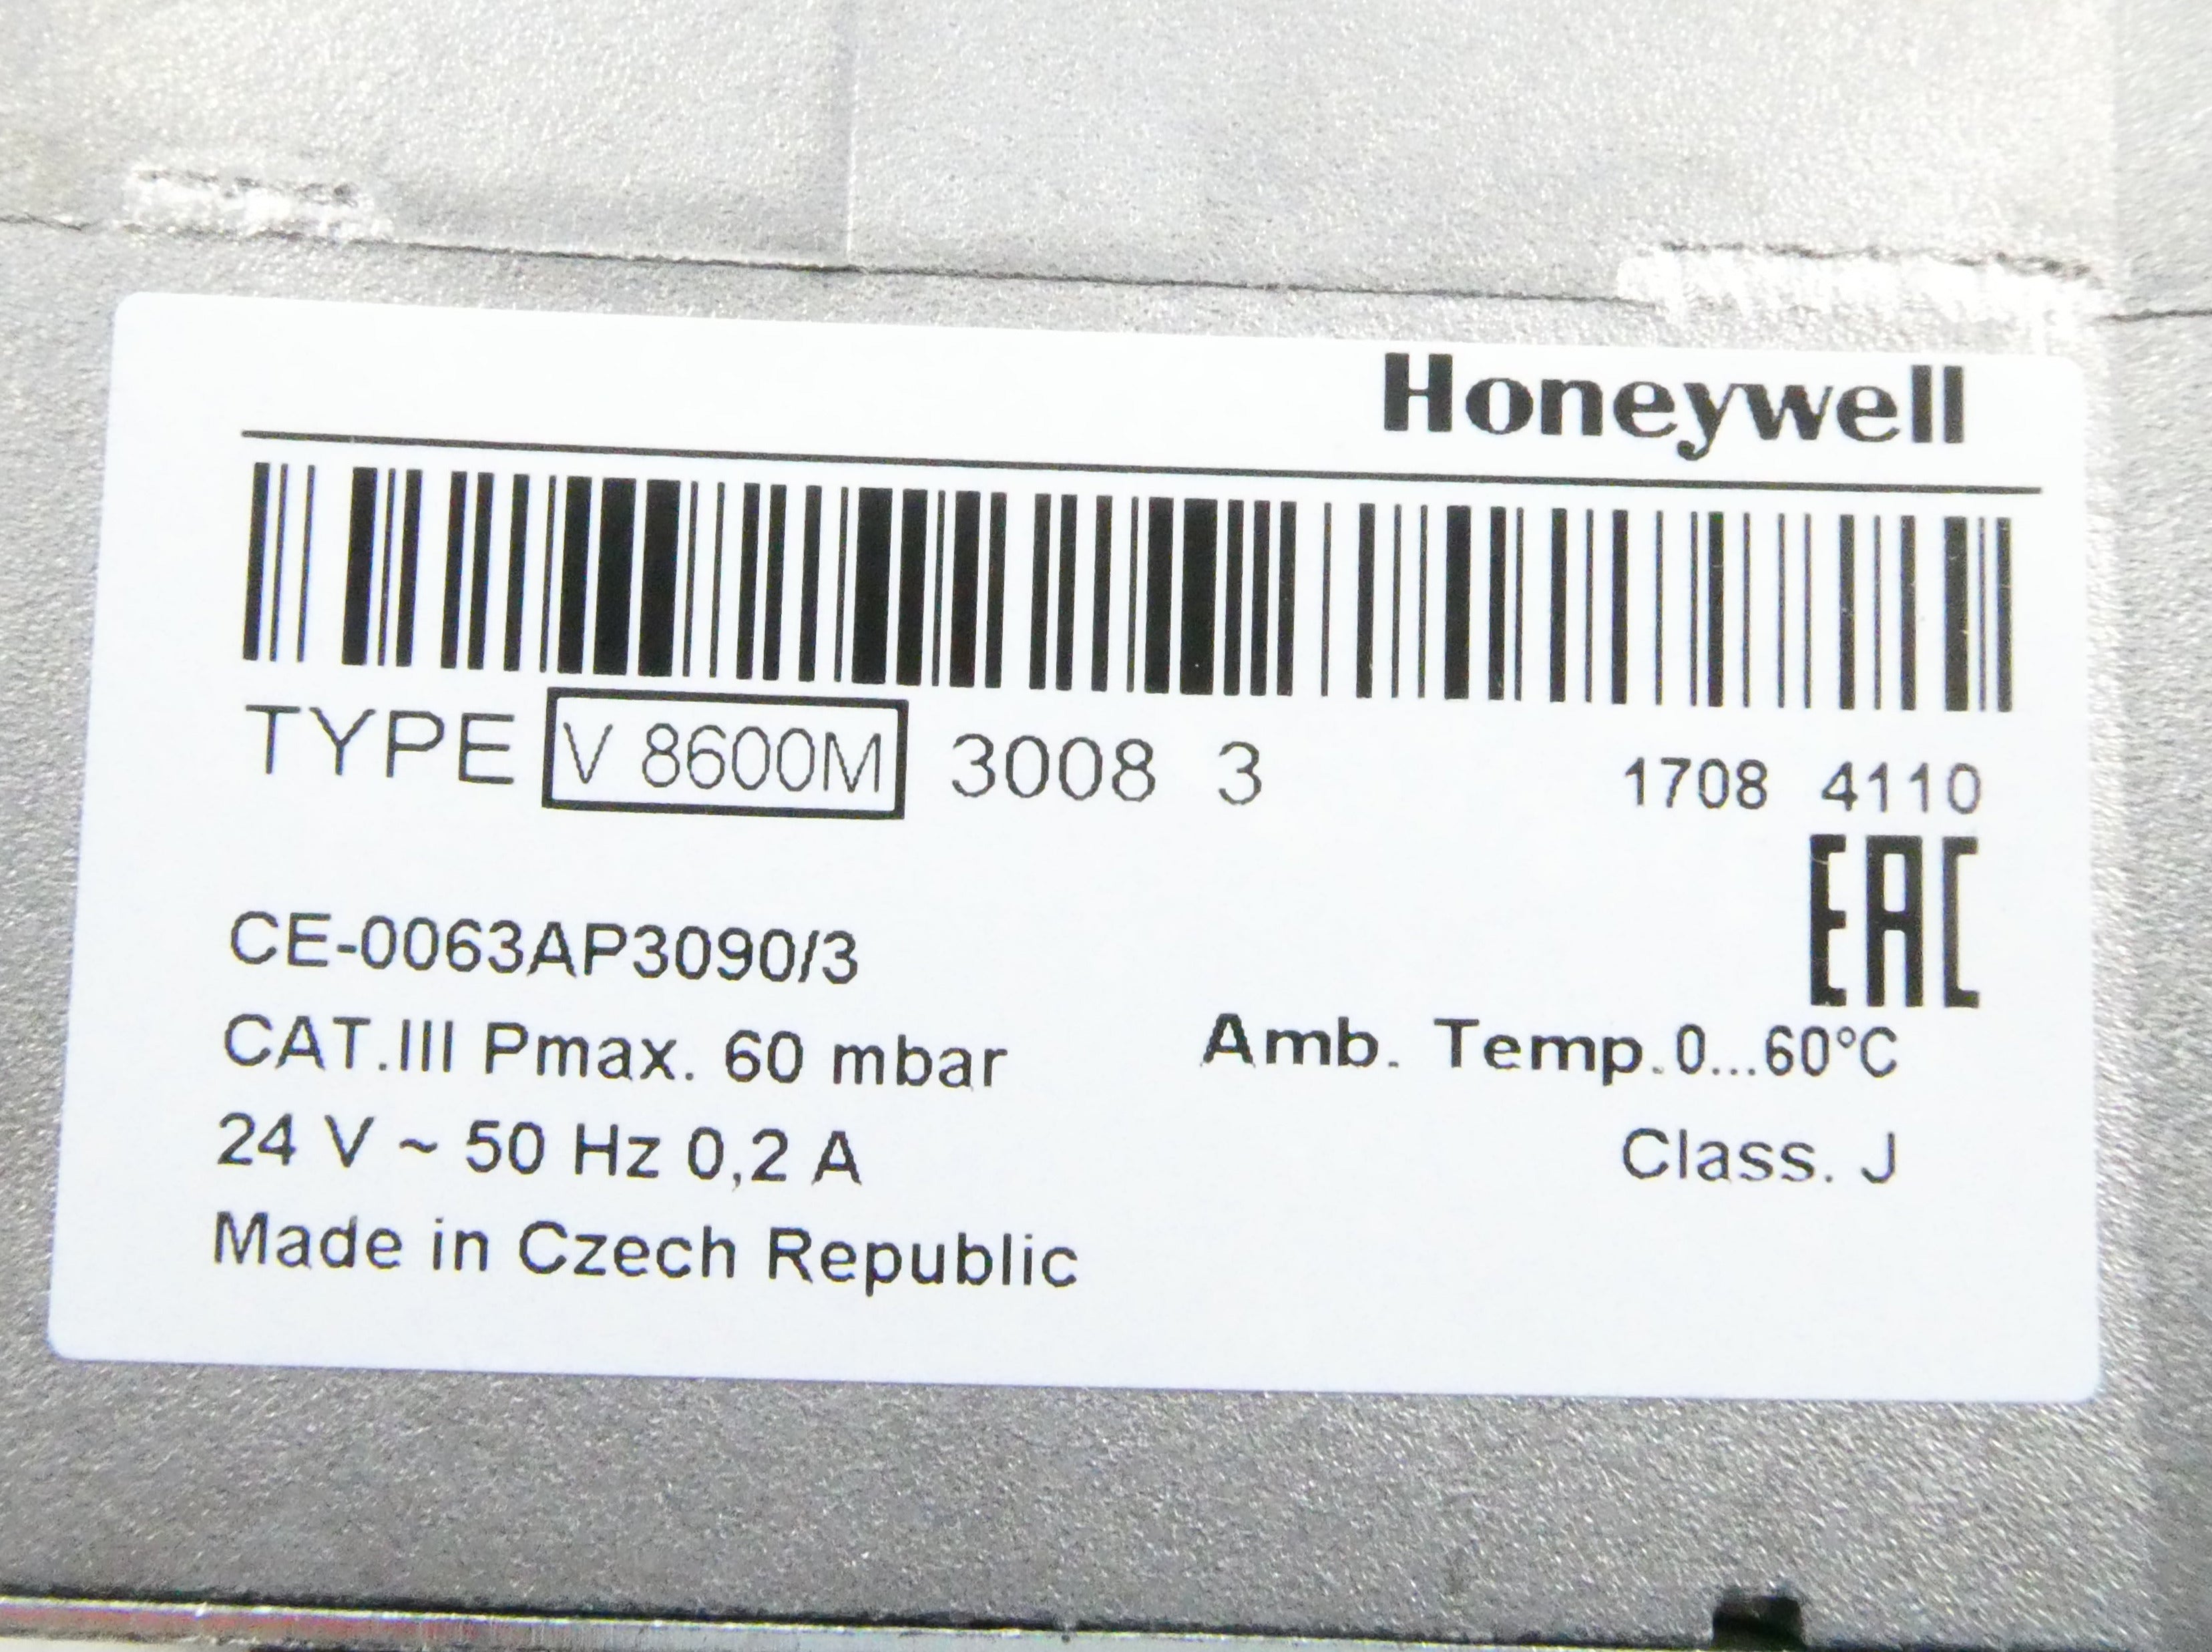 Honeywell
TYPE V 8600M 3008 3 1708 4110
EAC
CE-0063AP3090/3
CAT.III Pmax. 60 mbar Amb. Temp.0...60°C
24 V ~ 50 Hz 0,2 A Class. J
Made in Czech Republic